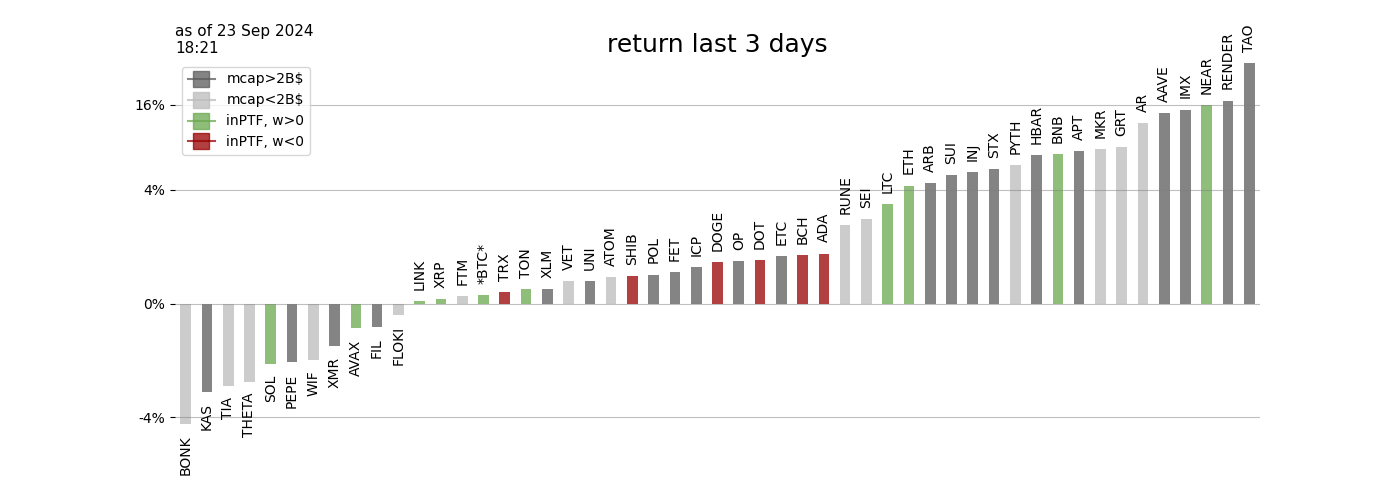 as of 23 Sep 2024
18:21
return last 3 days
mcap>2B$
mcap<2B$
inPTF, w>0
inPTF, w<0
16%
4%
0%
-4%
BONK
KAS
TIA
THETA
SOL
PEPE
WIF
XMR
AVAX
FIL
FLOKI
LINK
XRP
FTM
*BTC*
TRX
TON
XLM
VET
UNI
ATOM
SHIB
POL
FET
ICP
DOGE
OP
DOT
ETC
BCH
ADA
RUNE
SEI
LTC
ETH
ARB
SUI
INJ
STX
PYTH
HBAR
BNB
APT
MKR
GRT
AR
AAVE
IMX
NEAR
RENDER
TAO